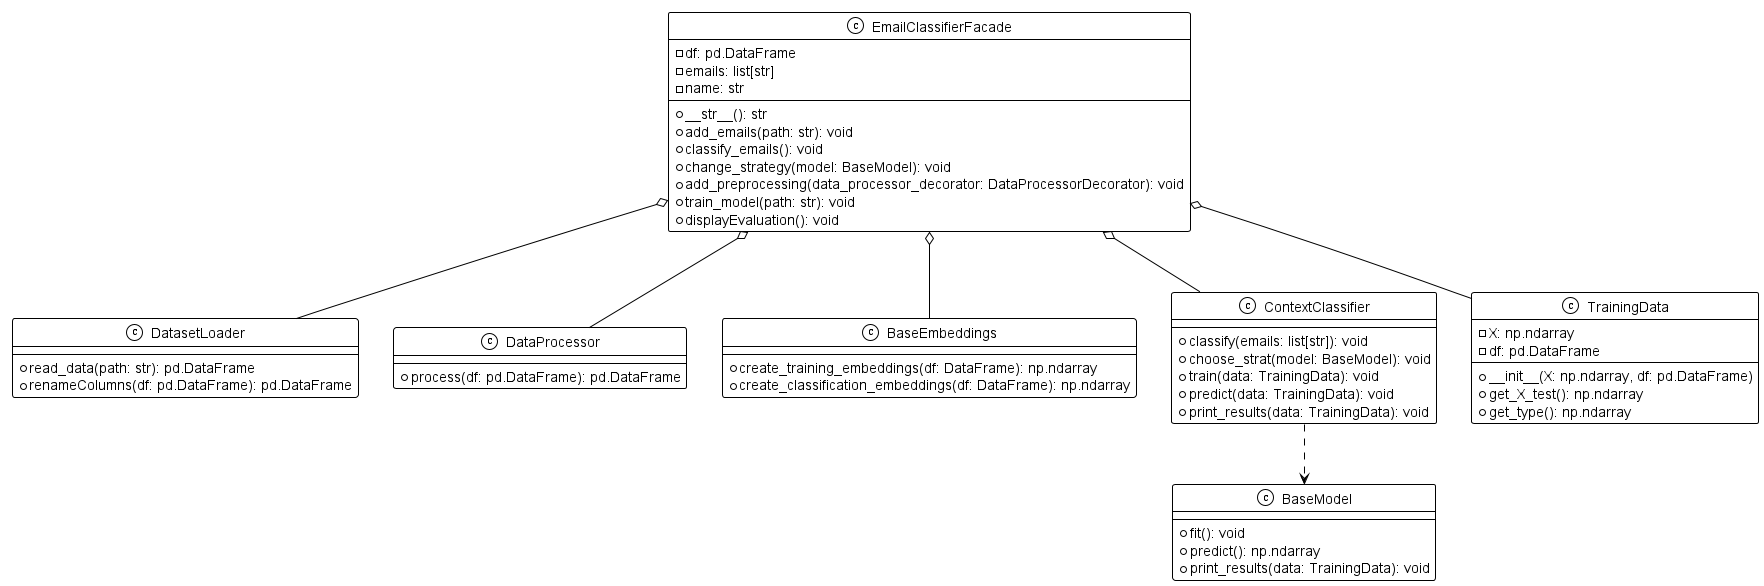 C EmailClassifierFacade
df: pd.DataFrame
emails: list[str]
name: str
__str__(): str
add_emails(path: str): void
classify_emails(): void
change_strategy(model: BaseModel): void
add_preprocessing(data_processor_decorator: DataProcessorDecorator): void
train_model(path: str): void
displayEvaluation(): void
C DatasetLoader
read_data(path: str): pd.DataFrame
renameColumns(df: pd.DataFrame): pd.DataFrame
C DataProcessor
process(df: pd.DataFrame): pd.DataFrame
C BaseEmbeddings
create_training_embeddings(df: DataFrame): np.ndarray
create_classification_embeddings(df: DataFrame): np.ndarray
C ContextClassifier
classify(emails: list[str]): void
choose_strat(model: BaseModel): void
train(data: TrainingData): void
predict(data: TrainingData): void
print_results(data: TrainingData): void
C TrainingData
X: np.ndarray
df: pd.DataFrame
__init__(X: np.ndarray, df: pd.DataFrame)
get_X_test(): np.ndarray
get_type(): np.ndarray
C BaseModel
fit(): void
predict(): np.ndarray
print_results(data: TrainingData): void